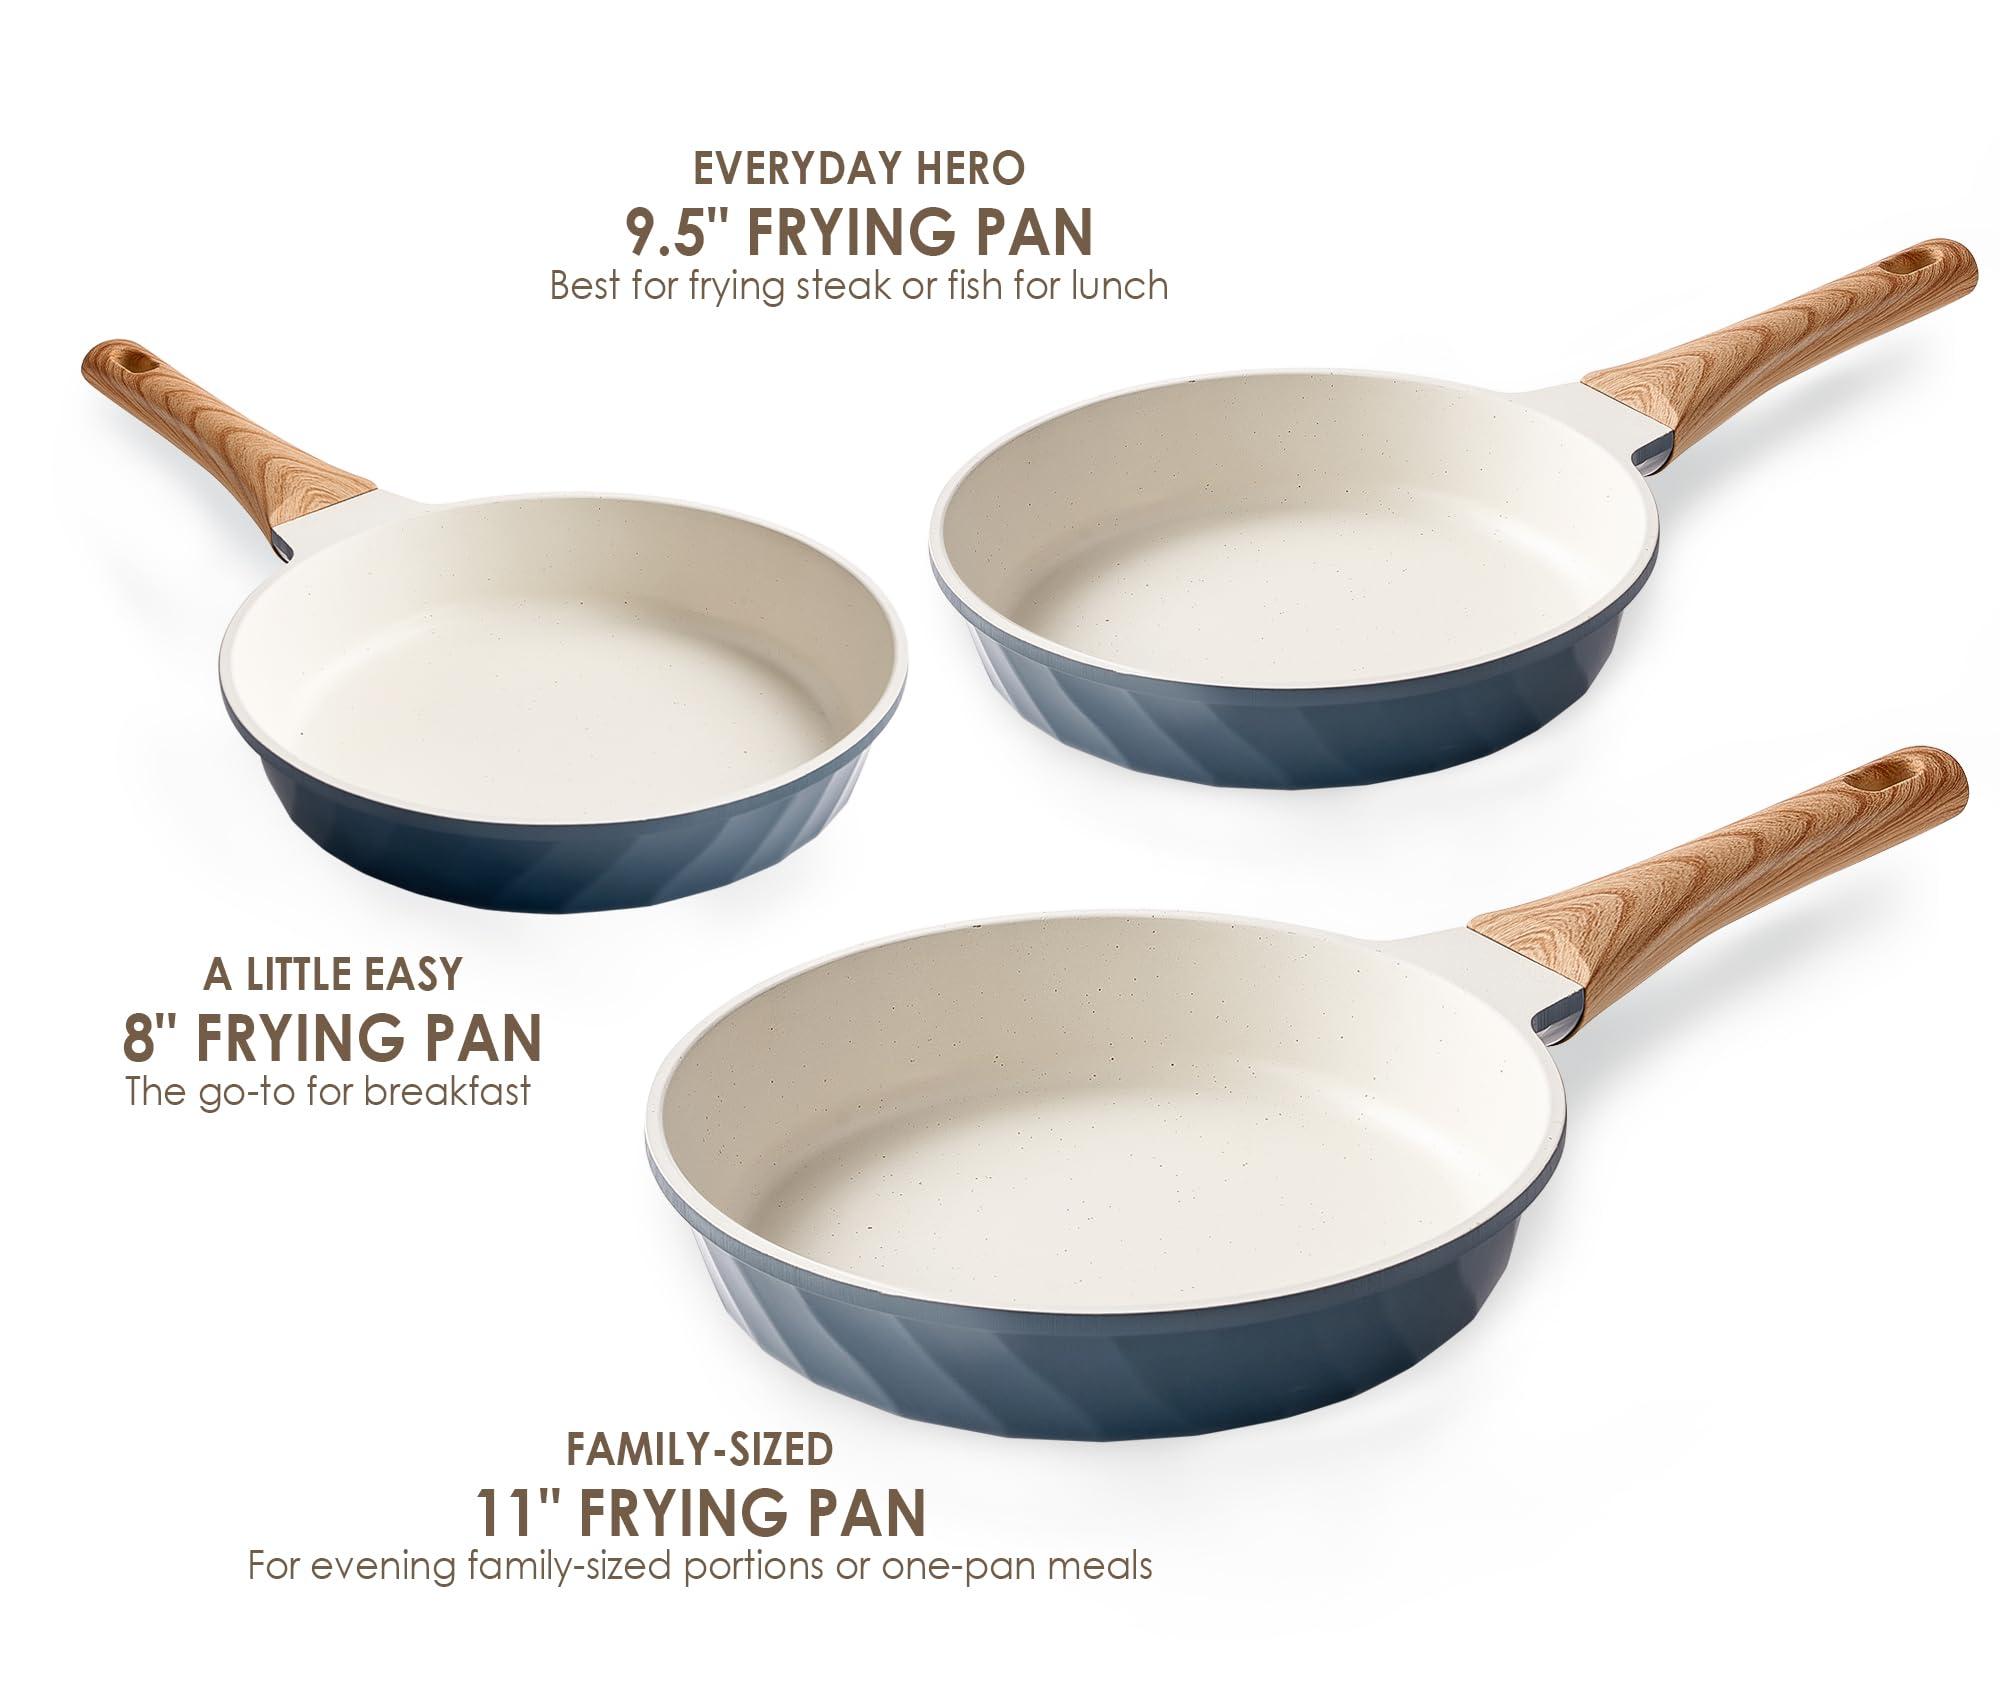 EVERYDAY HERO
9.5" FRYING PAN
Best for frying steak or fish for lunch
A LITTLE EASY
8" FRYING PAN
The go-to for breakfast
FAMILY-SIZED
11" FRYING PAN
For evening family-sized portions or one-pan meals